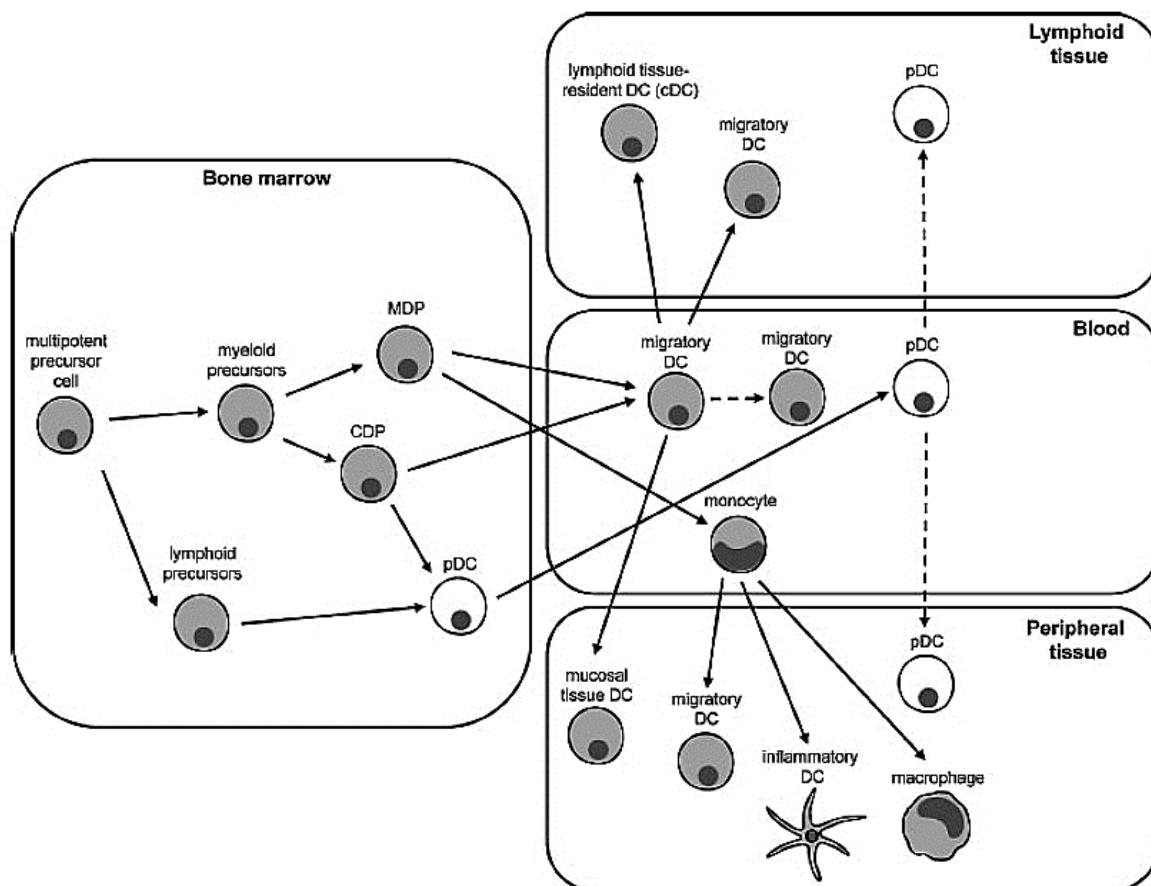 Bone marrow
multipotent
precursor
cell
myeloid
precursors
MDP
CDP
lymphoid
precursors
pDC
Lymphoid
tissue
lymphoid tissue-
resident DC (cDC)
migratory
DC
pDC
Blood
migratory
DC
migratory
DC
pDC
monocyte
Peripheral
tissue
mucosal
tissue DC
migratory
DC
inflammatory
DC
macrophage
pDC